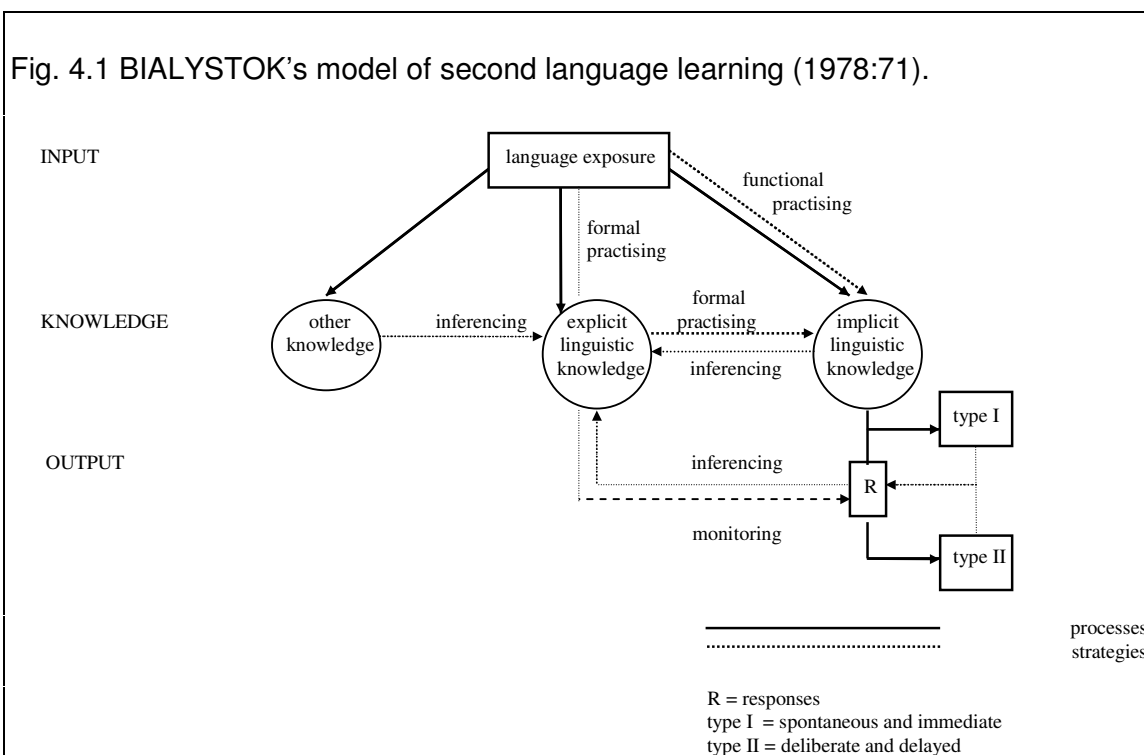 Fig. 4.1 BIALYSTOK's model of second language learning (1978:71).
INPUT
language exposure
functional
practising
formal
practising
KNOWLEDGE
other
knowledge
inferencing
explicit
linguistic
knowledge
formal
practising
inferencing
implicit
linguistic
knowledge
type I
OUTPUT
inferencing
R
monitoring
type II
processes
strategies
R = responses
type I = spontaneous and immediate
type II = deliberate and delayed